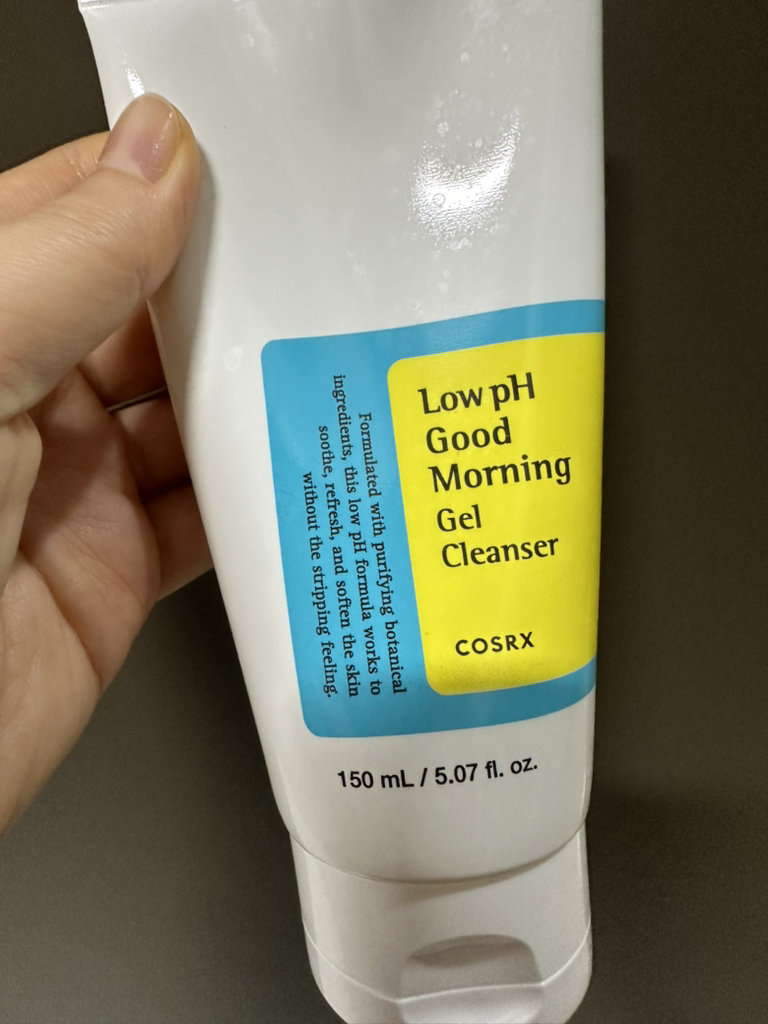 Low pH
Good
Morning
Gel
Cleanser
COSRX
Formulated with purifying botanical
ingredients, this low pH formula works to
soothe, refresh, and soften the skin
without the stripping feeling.
150 mL / 5.07 fl. oz.